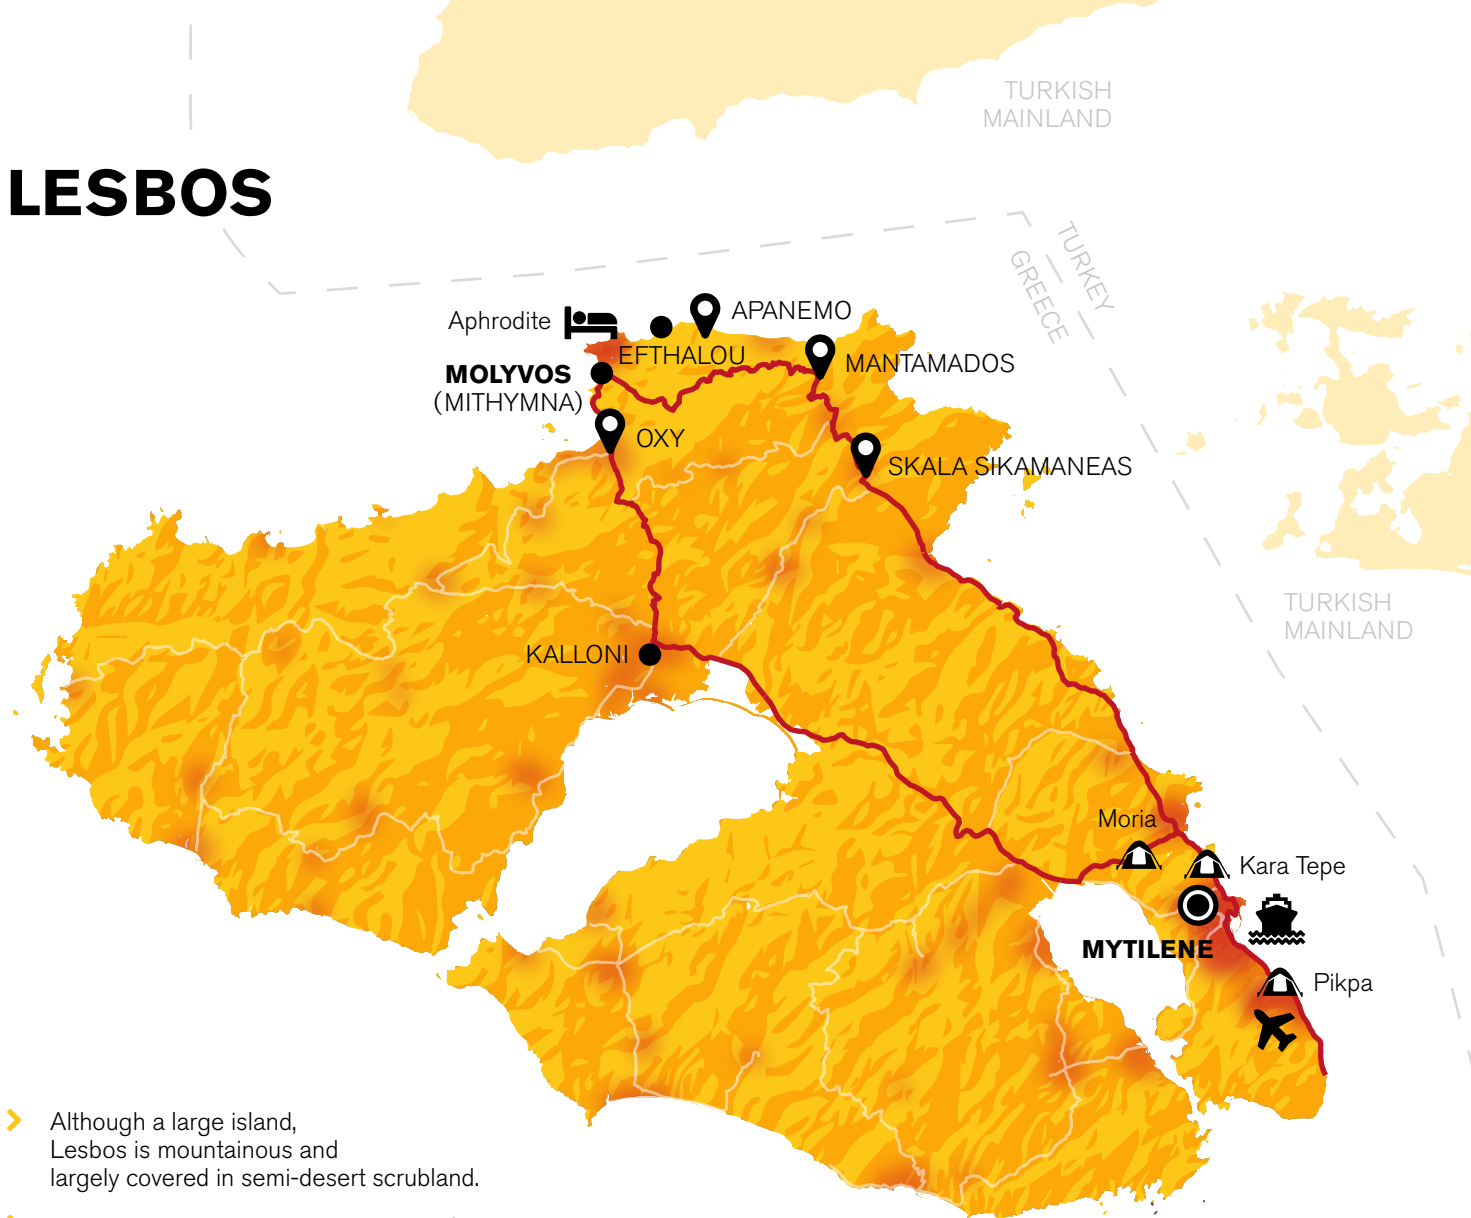 TURKISH
MAINLAND
LESBOS
TURKEY
GREECE
Aphrodite
APANEMO
EFTHALOU
MANTAMADOS
MOLYVOS
(MITHYMNA)
OXY
SKALA SIKAMANEAS
TURKISH
MAINLAND
KALLONI
Moria
Kara Tepe
MYTILENE
Pikpa
Although a large island,
Lesbos is mountainous and
largely covered in semi-desert scrubland.